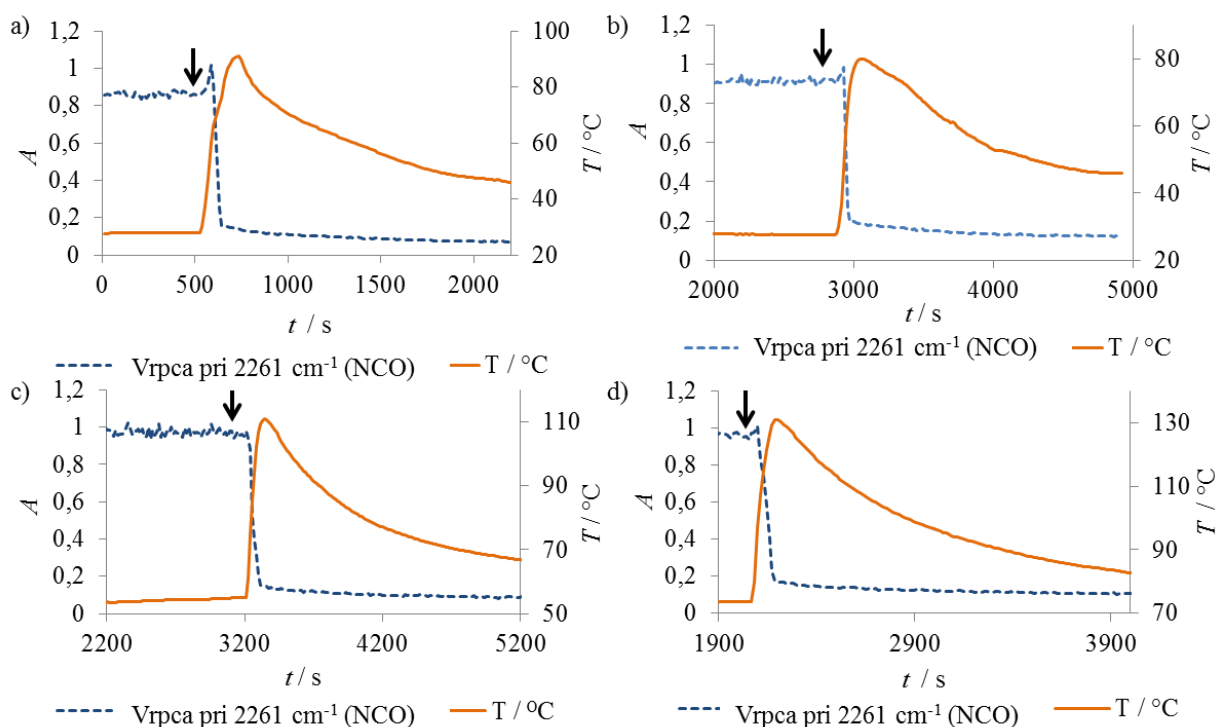 a)
1,2
1
0,8
0,6
0,4
0,2
0
A
100
80
60
40
20
T / °C
0 500 1000 1500 2000
t / s
Vrpca pri 2261 cm-1 (NCO) T / °C
b)
1,2
1
0,8
0,6
0,4
0,2
0
A
80
60
40
20
T / °C
2000 3000 4000 5000
t / s
Vrpca pri 2261 cm-1 (NCO) T / °C
c)
1,2
1
0,8
0,6
0,4
0,2
0
A
110
90
70
50
T / °C
2200 3200 4200 5200
t / s
Vrpca pri 2261 cm-1 (NCO) T / °C
d)
1,2
1
0,8
0,6
0,4
0,2
0
A
130
110
90
70
T / °C
1900 2900 3900
t / s
Vrpca pri 2261 cm-1 (NCO) T / °C